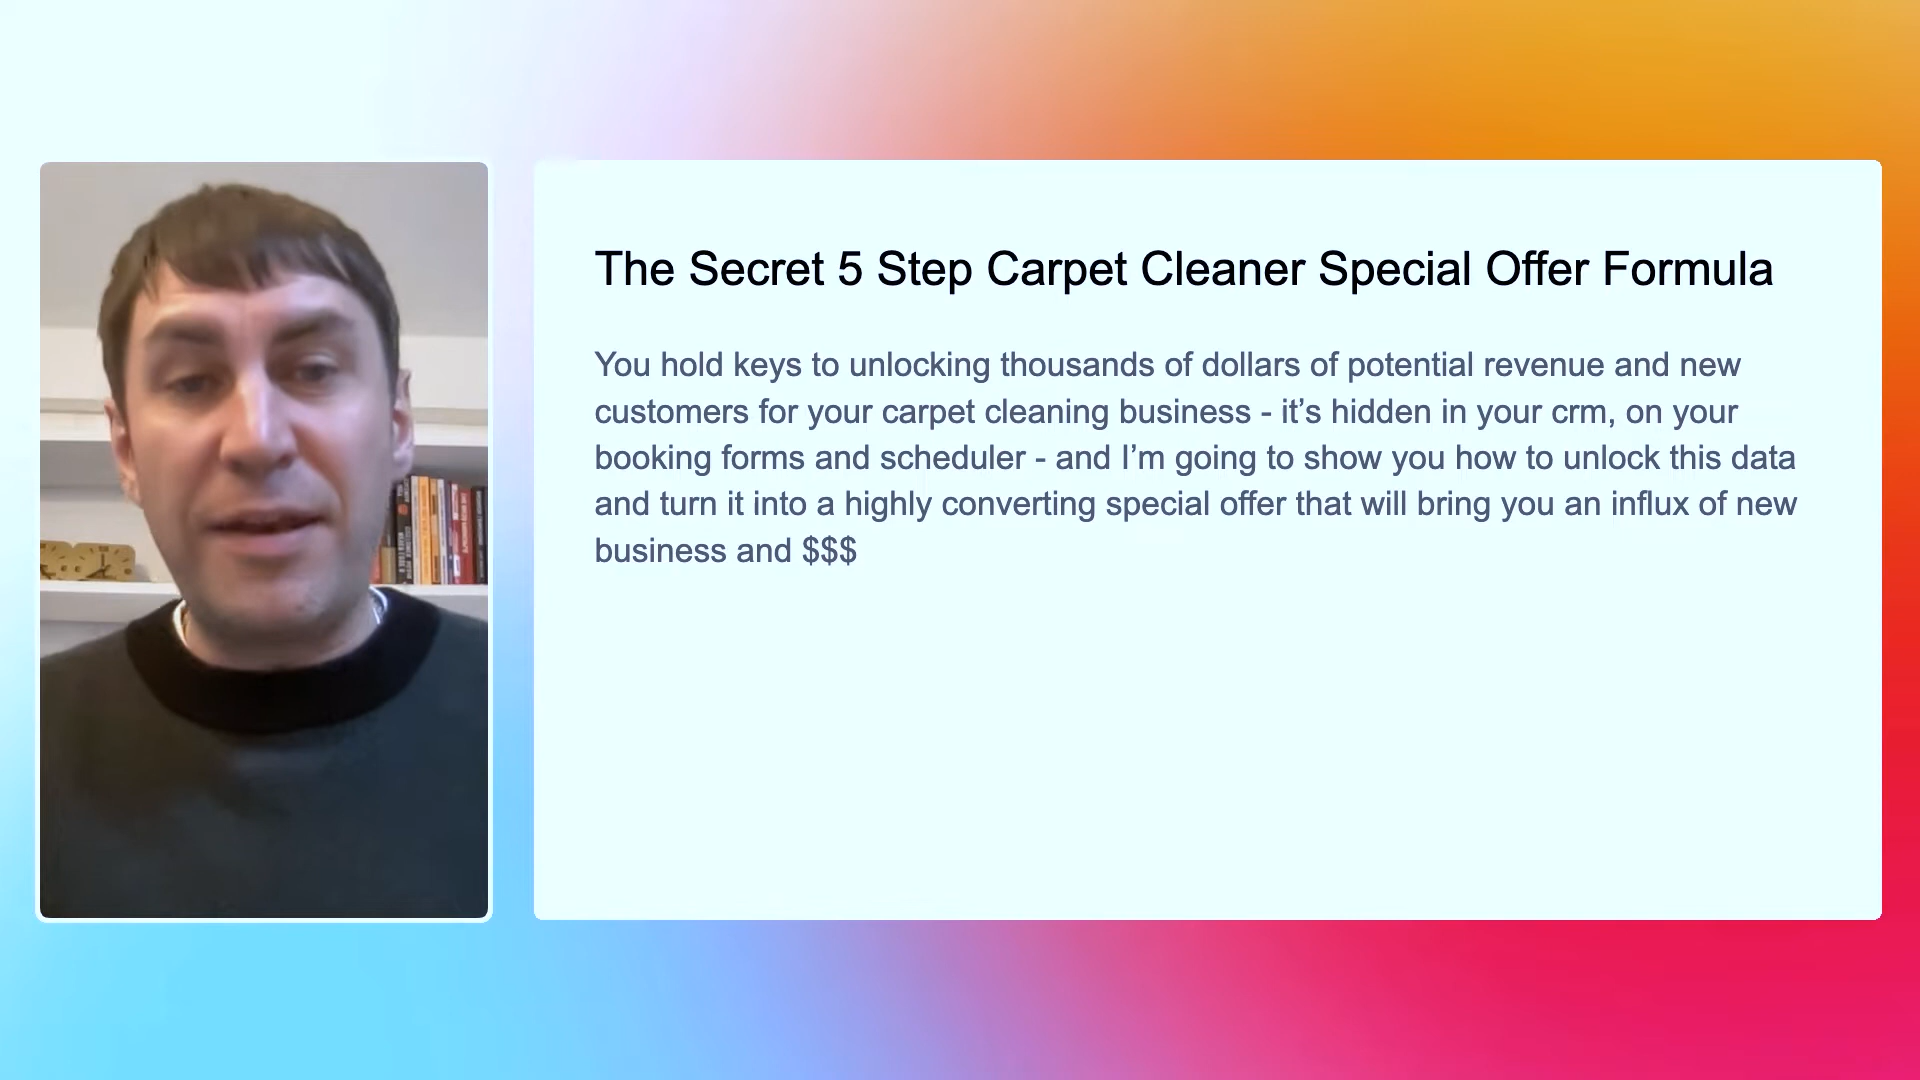 The Secret 5 Step Carpet Cleaner Special Offer Formula
You hold keys to unlocking thousands of dollars of potential revenue and new
customers for your carpet cleaning business - it’s hidden in your crm, on your
booking forms and scheduler - and I’m going to show you how to unlock this data
and turn it into a highly converting special offer that will bring you an influx of new
business and $$$